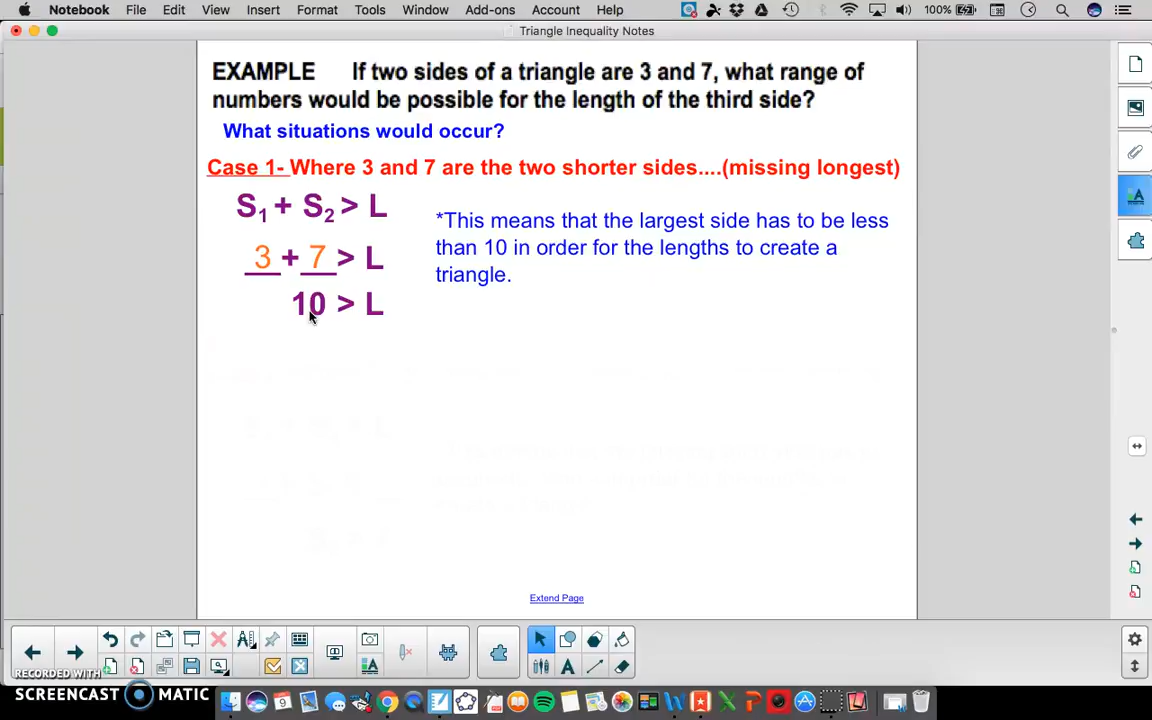 Notebook File Edit View Insert Format Tools Window Add-ons Account Help 100%
Triangle Inequality Notes
EXAMPLE If two sides of a triangle are 3 and 7, what range of
numbers would be possible for the length of the third side?
What situations would occur?
Case 1- Where 3 and 7 are the two shorter sides....(missing longest)
S₁ + S₂ > L
*This means that the largest side has to be less
than 10 in order for the lengths to create a
triangle.
3 + 7 > L
10 > L
Extend Page
RECORDED WITH
SCREENCAST MATIC